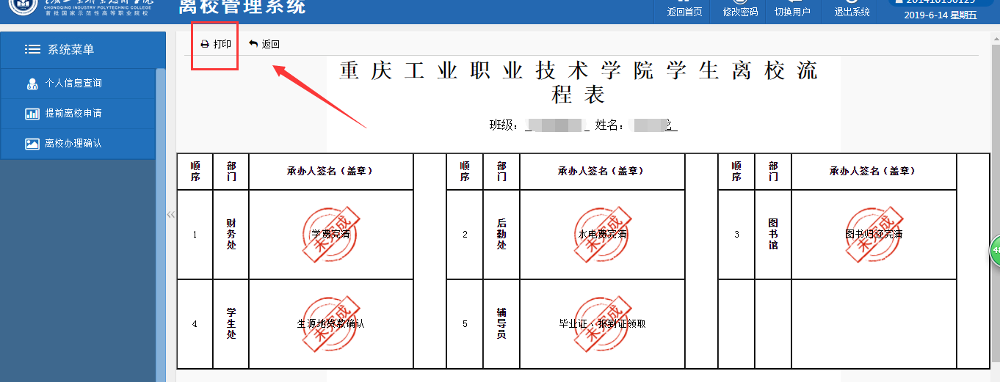 CHONGQING INDUSTRY POLYTECHNIC COLLEGE
首批国家示范性高等职业院校
离校管理系统
返回首页 修改密码 切换用户 退出系统
2019-6-14 星期五
系统菜单
个人信息查询
提前离校申请
离校办理确认
打印 返回
重庆工业职业技术学院学生离校流
程表
班级: 姓名:
顺序 部门 承办人签名(盖章) 顺序 部门 承办人签名(盖章) 顺序 部门 承办人签名(盖章)
1 财务处 学费完清 未完成 2 后勤处 水电费完清 未完成 3 图书馆 图书归还完清 未完成
4 学生处 生源地贷款确认 未完成 5 辅导员 毕业证、报到证领取 未完成